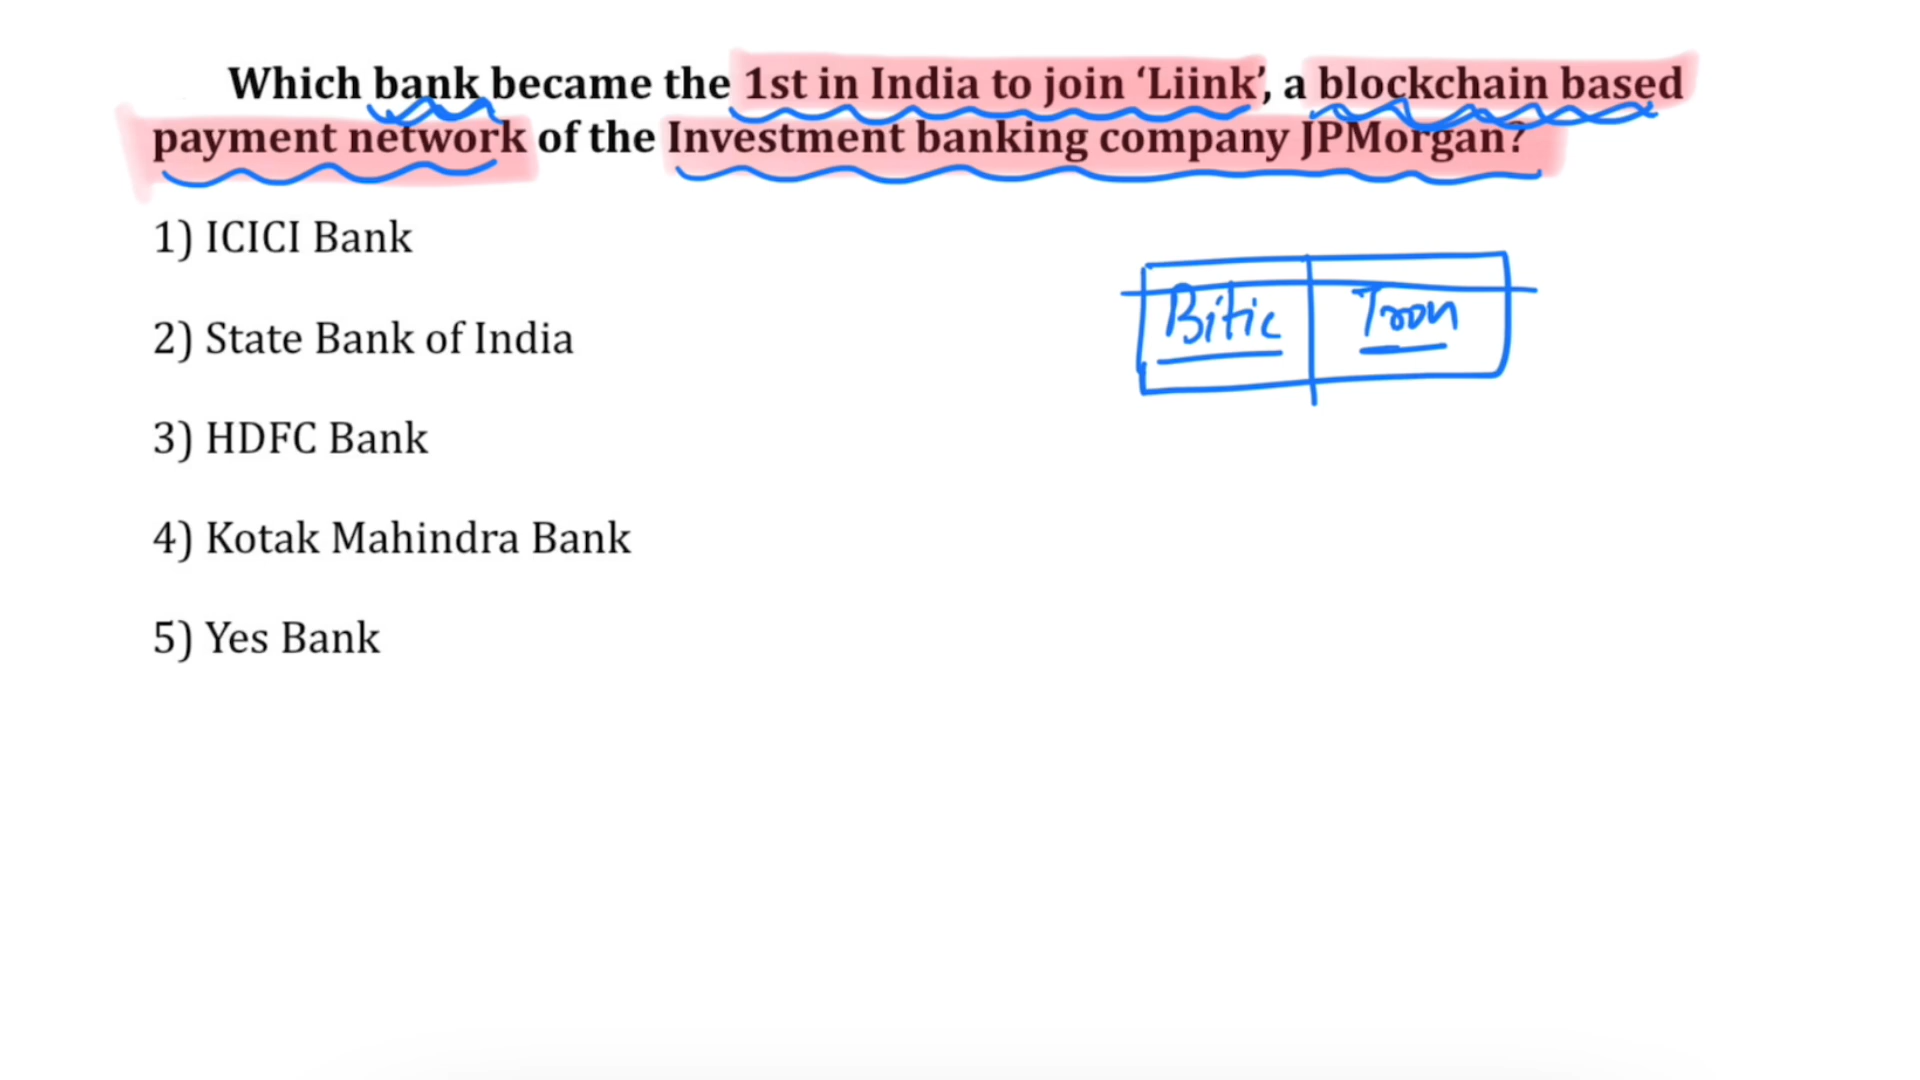 Which bank became the 1st in India to join ‘Liink’, a blockchain based
payment network of the Investment banking company JPMorgan?
1) ICICI Bank
Bitic Tron
2) State Bank of India
3) HDFC Bank
4) Kotak Mahindra Bank
5) Yes Bank